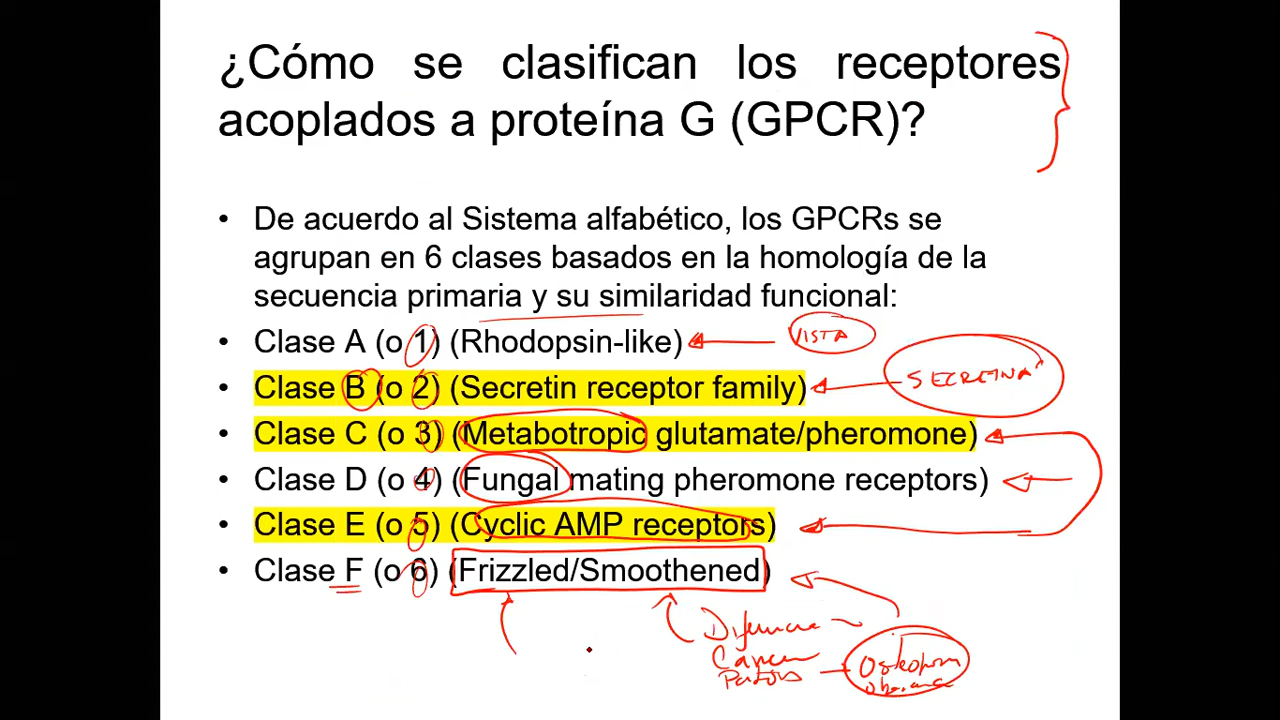 ¿Cómo se clasifican los receptores
acoplados a proteína G (GPCR)?
• De acuerdo al Sistema alfabético, los GPCRs se
agrupan en 6 clases basados en la homología de la
secuencia primaria y su similaridad funcional:
• Clase A (o 1) (Rhodopsin-like) VISTA
• Clase B (o 2) (Secretin receptor family) SECRETINA
• Clase C (o 3) (Metabotropic glutamate/pheromone)
• Clase D (o 4) (Fungal mating pheromone receptors)
• Clase E (o 5) (Cyclic AMP receptors)
• Clase F (o 6) (Frizzled/Smoothened)
Cáncer